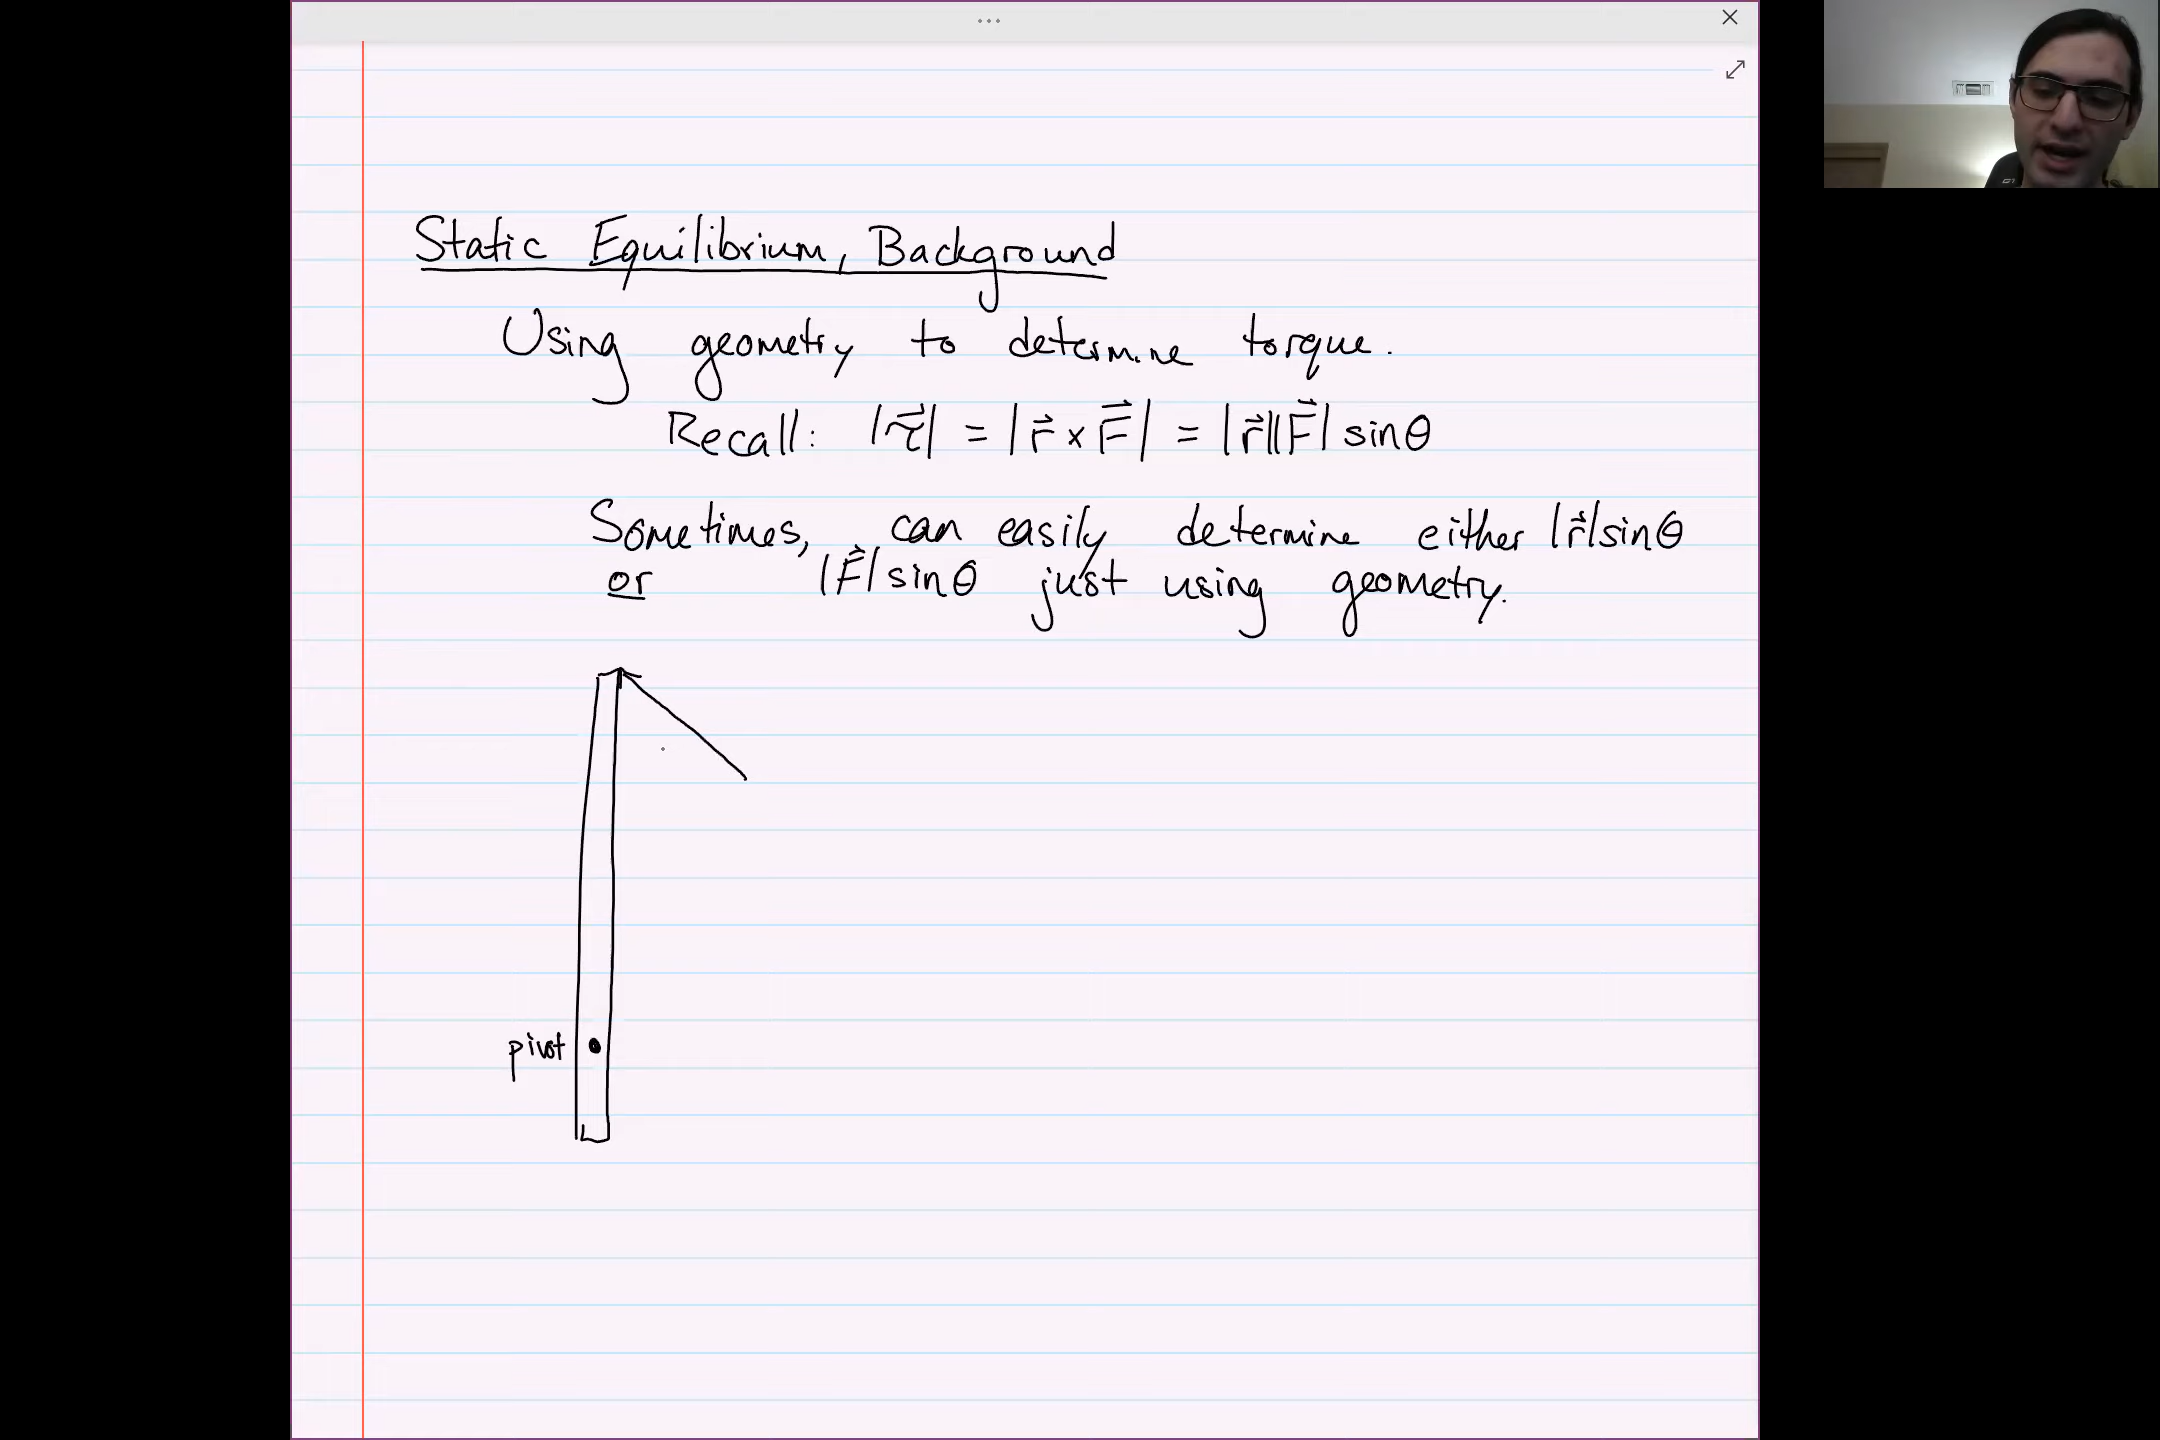 Static Equilibrium, Background
Using geometry to determine torque.
Recall: |τ⃗| = |r⃗ × F⃗| = |r⃗||F⃗| sinθ
Sometimes, can easily determine either |r⃗|sinθ
or |F⃗| sinθ just using geometry.
pivot